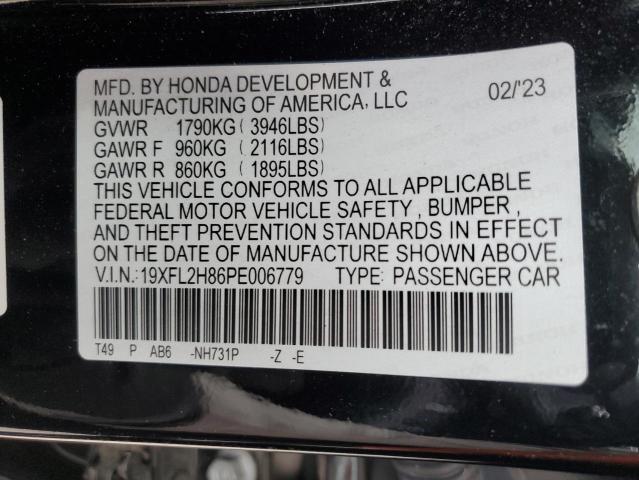 MFD. BY HONDA DEVELOPMENT &
MANUFACTURING OF AMERICA, LLC 02/'23
GVWR 1790KG ( 3946LBS)
GAWR F 960KG ( 2116LBS)
GAWR R 860KG ( 1895LBS)
THIS VEHICLE CONFORMS TO ALL APPLICABLE
FEDERAL MOTOR VEHICLE SAFETY , BUMPER ,
AND THEFT PREVENTION STANDARDS IN EFFECT
ON THE DATE OF MANUFACTURE SHOWN ABOVE.
V.I.N.:19XFL2H86PE006779 TYPE: PASSENGER CAR
T49 P AB6 -NH731P -Z -E